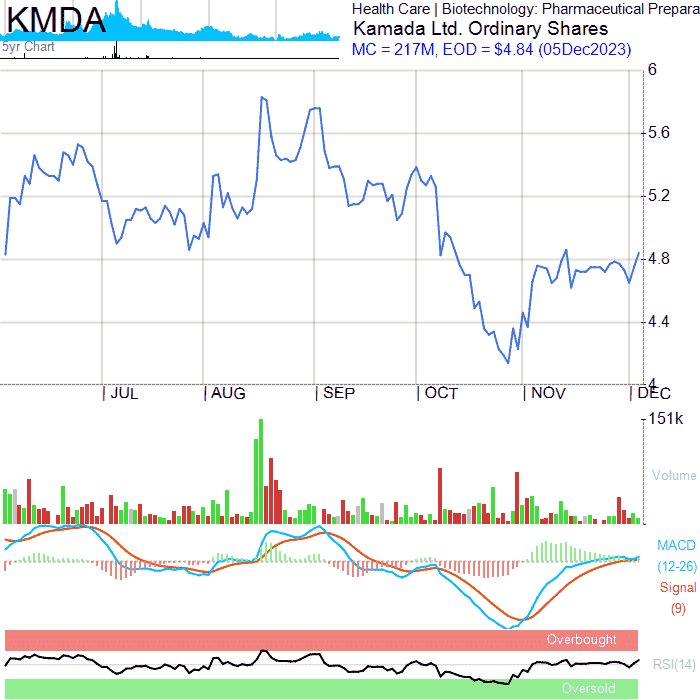 KMDA
5yr Chart
Health Care | Biotechnology: Pharmaceutical Prepara
Kamada Ltd. Ordinary Shares
MC = 217M, EOD = $4.84 (05Dec2023)
6
5.6
5.2
4.8
4.4
4
JUL AUG SEP OCT NOV DEC
151k
Volume
MACD
(12-26)
Signal
(9)
Overbought
RSI(14)
Oversold